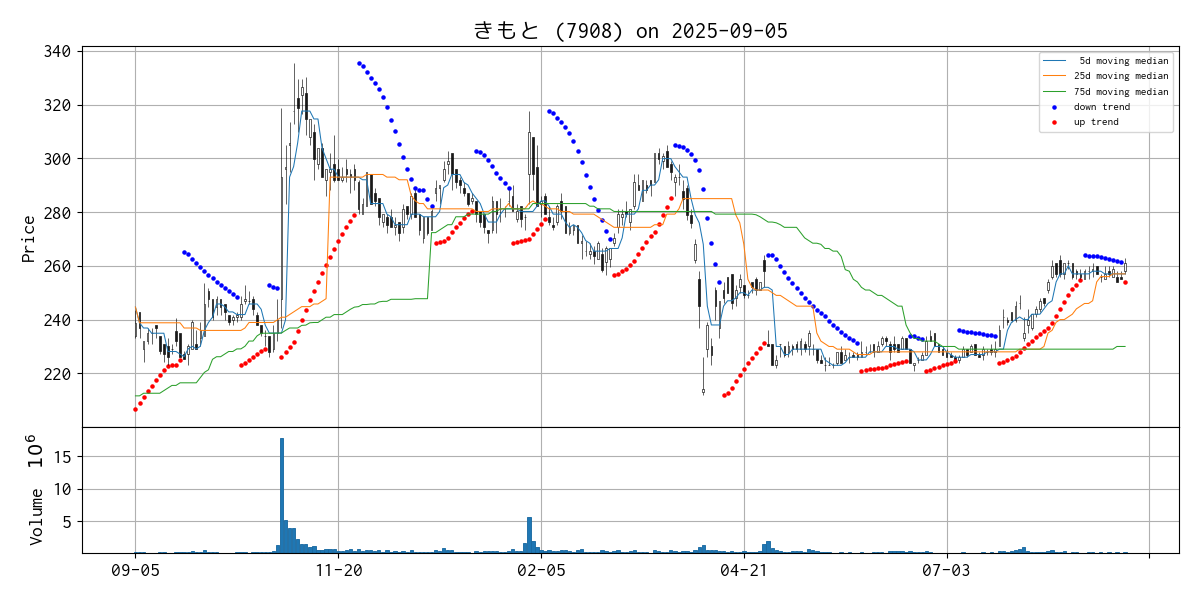 きもと (7908) on 2025-09-05
340
320
300
280
260
240
220
Price
5d moving median
25d moving median
75d moving median
down trend
up trend
15
10
5
Volume 10^6
09-05
11-20
02-05
04-21
07-03